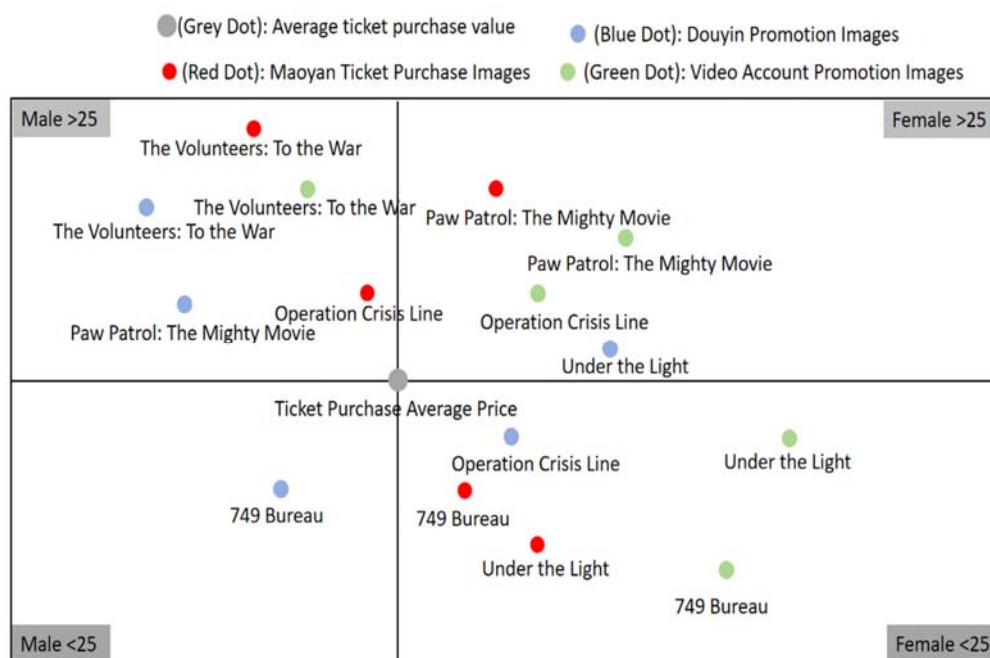 (Grey Dot): Average ticket purchase value
(Blue Dot): Douyin Promotion Images
(Red Dot): Maoyan Ticket Purchase Images
(Green Dot): Video Account Promotion Images
Male >25
Female >25
The Volunteers: To the War
The Volunteers: To the War
The Volunteers: To the War
Paw Patrol: The Mighty Movie
Paw Patrol: The Mighty Movie
Operation Crisis Line
Paw Patrol: The Mighty Movie
Operation Crisis Line
Under the Light
Ticket Purchase Average Price
Operation Crisis Line
Under the Light
749 Bureau
749 Bureau
Under the Light
749 Bureau
Male <25
Female <25